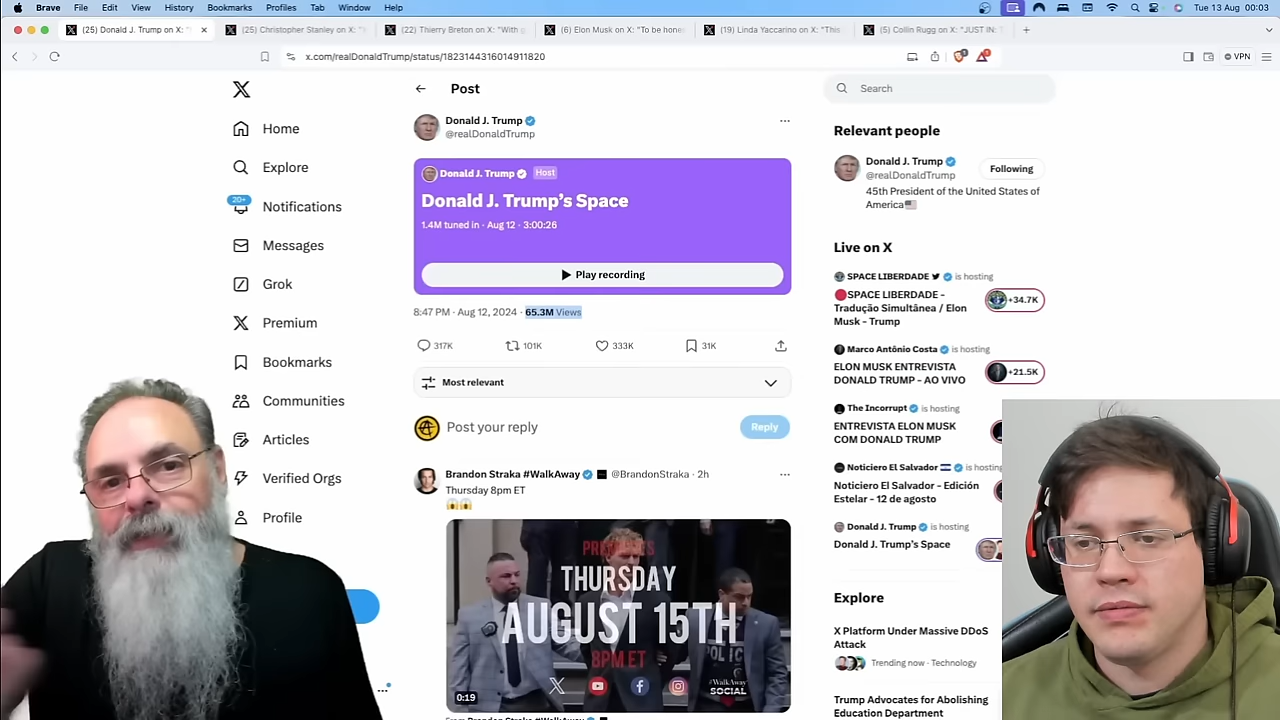 Brave File Edit View History Bookmarks Profiles Tab Window Help
Tue 13 Aug 00:03
(25) Donald J. Trump on X: "
(25) Christopher Stanley on X: "
(22) Thierry Breton on X: "With g
(6) Elon Musk on X: "To be hone
(19) Linda Yaccarino on X: "This
(5) Collin Rugg on X: "JUST IN: T
x.com/realDonaldTrump/status/1823144316014911820
VPN
Home
Explore
20+
Notifications
Messages
Grok
Premium
Bookmarks
Communities
Articles
Verified Orgs
Profile
Post
Donald J. Trump
@realDonaldTrump
Donald J. Trump Host
Donald J. Trump’s Space
1.4M tuned in · Aug 12 · 3:00:26
Play recording
8:47 PM · Aug 12, 2024 · 65.3M Views
317K 101K 333K 31K
Most relevant
Post your reply
Reply
Brandon Straka #WalkAway @BrandonStraka · 2h
Thursday 8pm ET
THURSDAY
AUGUST 15TH
8PM ET
POLICE
#WalkAway
SOCIAL
0:19
From Brandon Straka #WalkAway
Search
Relevant people
Donald J. Trump
@realDonaldTrump
Following
45th President of the United States of
America
Live on X
SPACE LIBERDADE is hosting
SPACE LIBERDADE -
Tradução Simultânea / Elon
Musk - Trump
+34.7K
Marco Antônio Costa is hosting
ELON MUSK ENTREVISTA
DONALD TRUMP - AO VIVO
+21.5K
The Incorrupt is hosting
ENTREVISTA ELON MUSK
COM DONALD TRUMP
Noticiero El Salvador is hosting
Noticiero El Salvador - Edición
Estelar - 12 de agosto
Donald J. Trump is hosting
Donald J. Trump’s Space
Explore
X Platform Under Massive DDoS
Attack
Trending now · Technology
Trump Advocates for Abolishing
Education Department